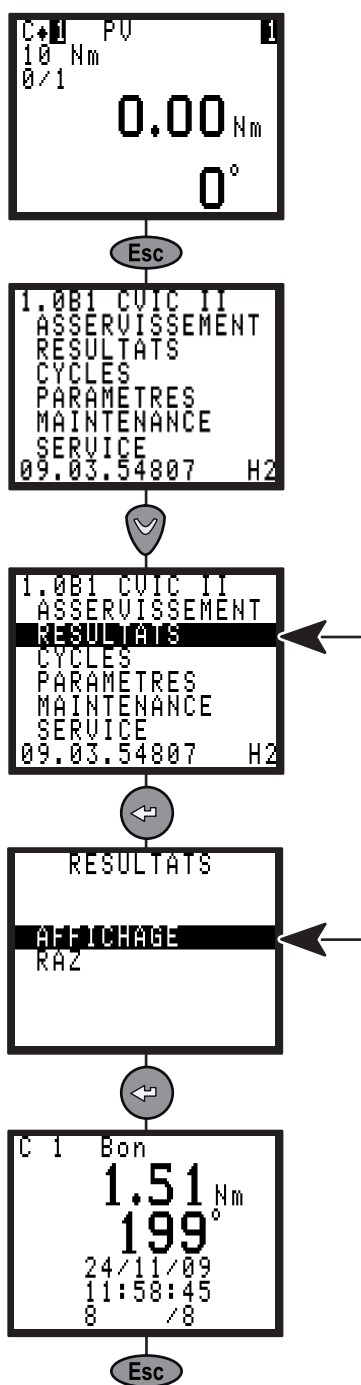 C♦1 PV 1
10 Nm
0/1
0.00 Nm
0°
Esc
1.0B1 CVIC II
ASSERVISSEMENT
RESULTATS
CYCLES
PARAMETRES
MAINTENANCE
SERVICE
09.03.54807 H2
1.0B1 CVIC II
ASSERVISSEMENT
RESULTATS
CYCLES
PARAMETRES
MAINTENANCE
SERVICE
09.03.54807 H2
RESULTATS
AFFICHAGE
RAZ
C 1 Bon
1.51 Nm
199°
24/11/09
11:58:45
8 /8
Esc